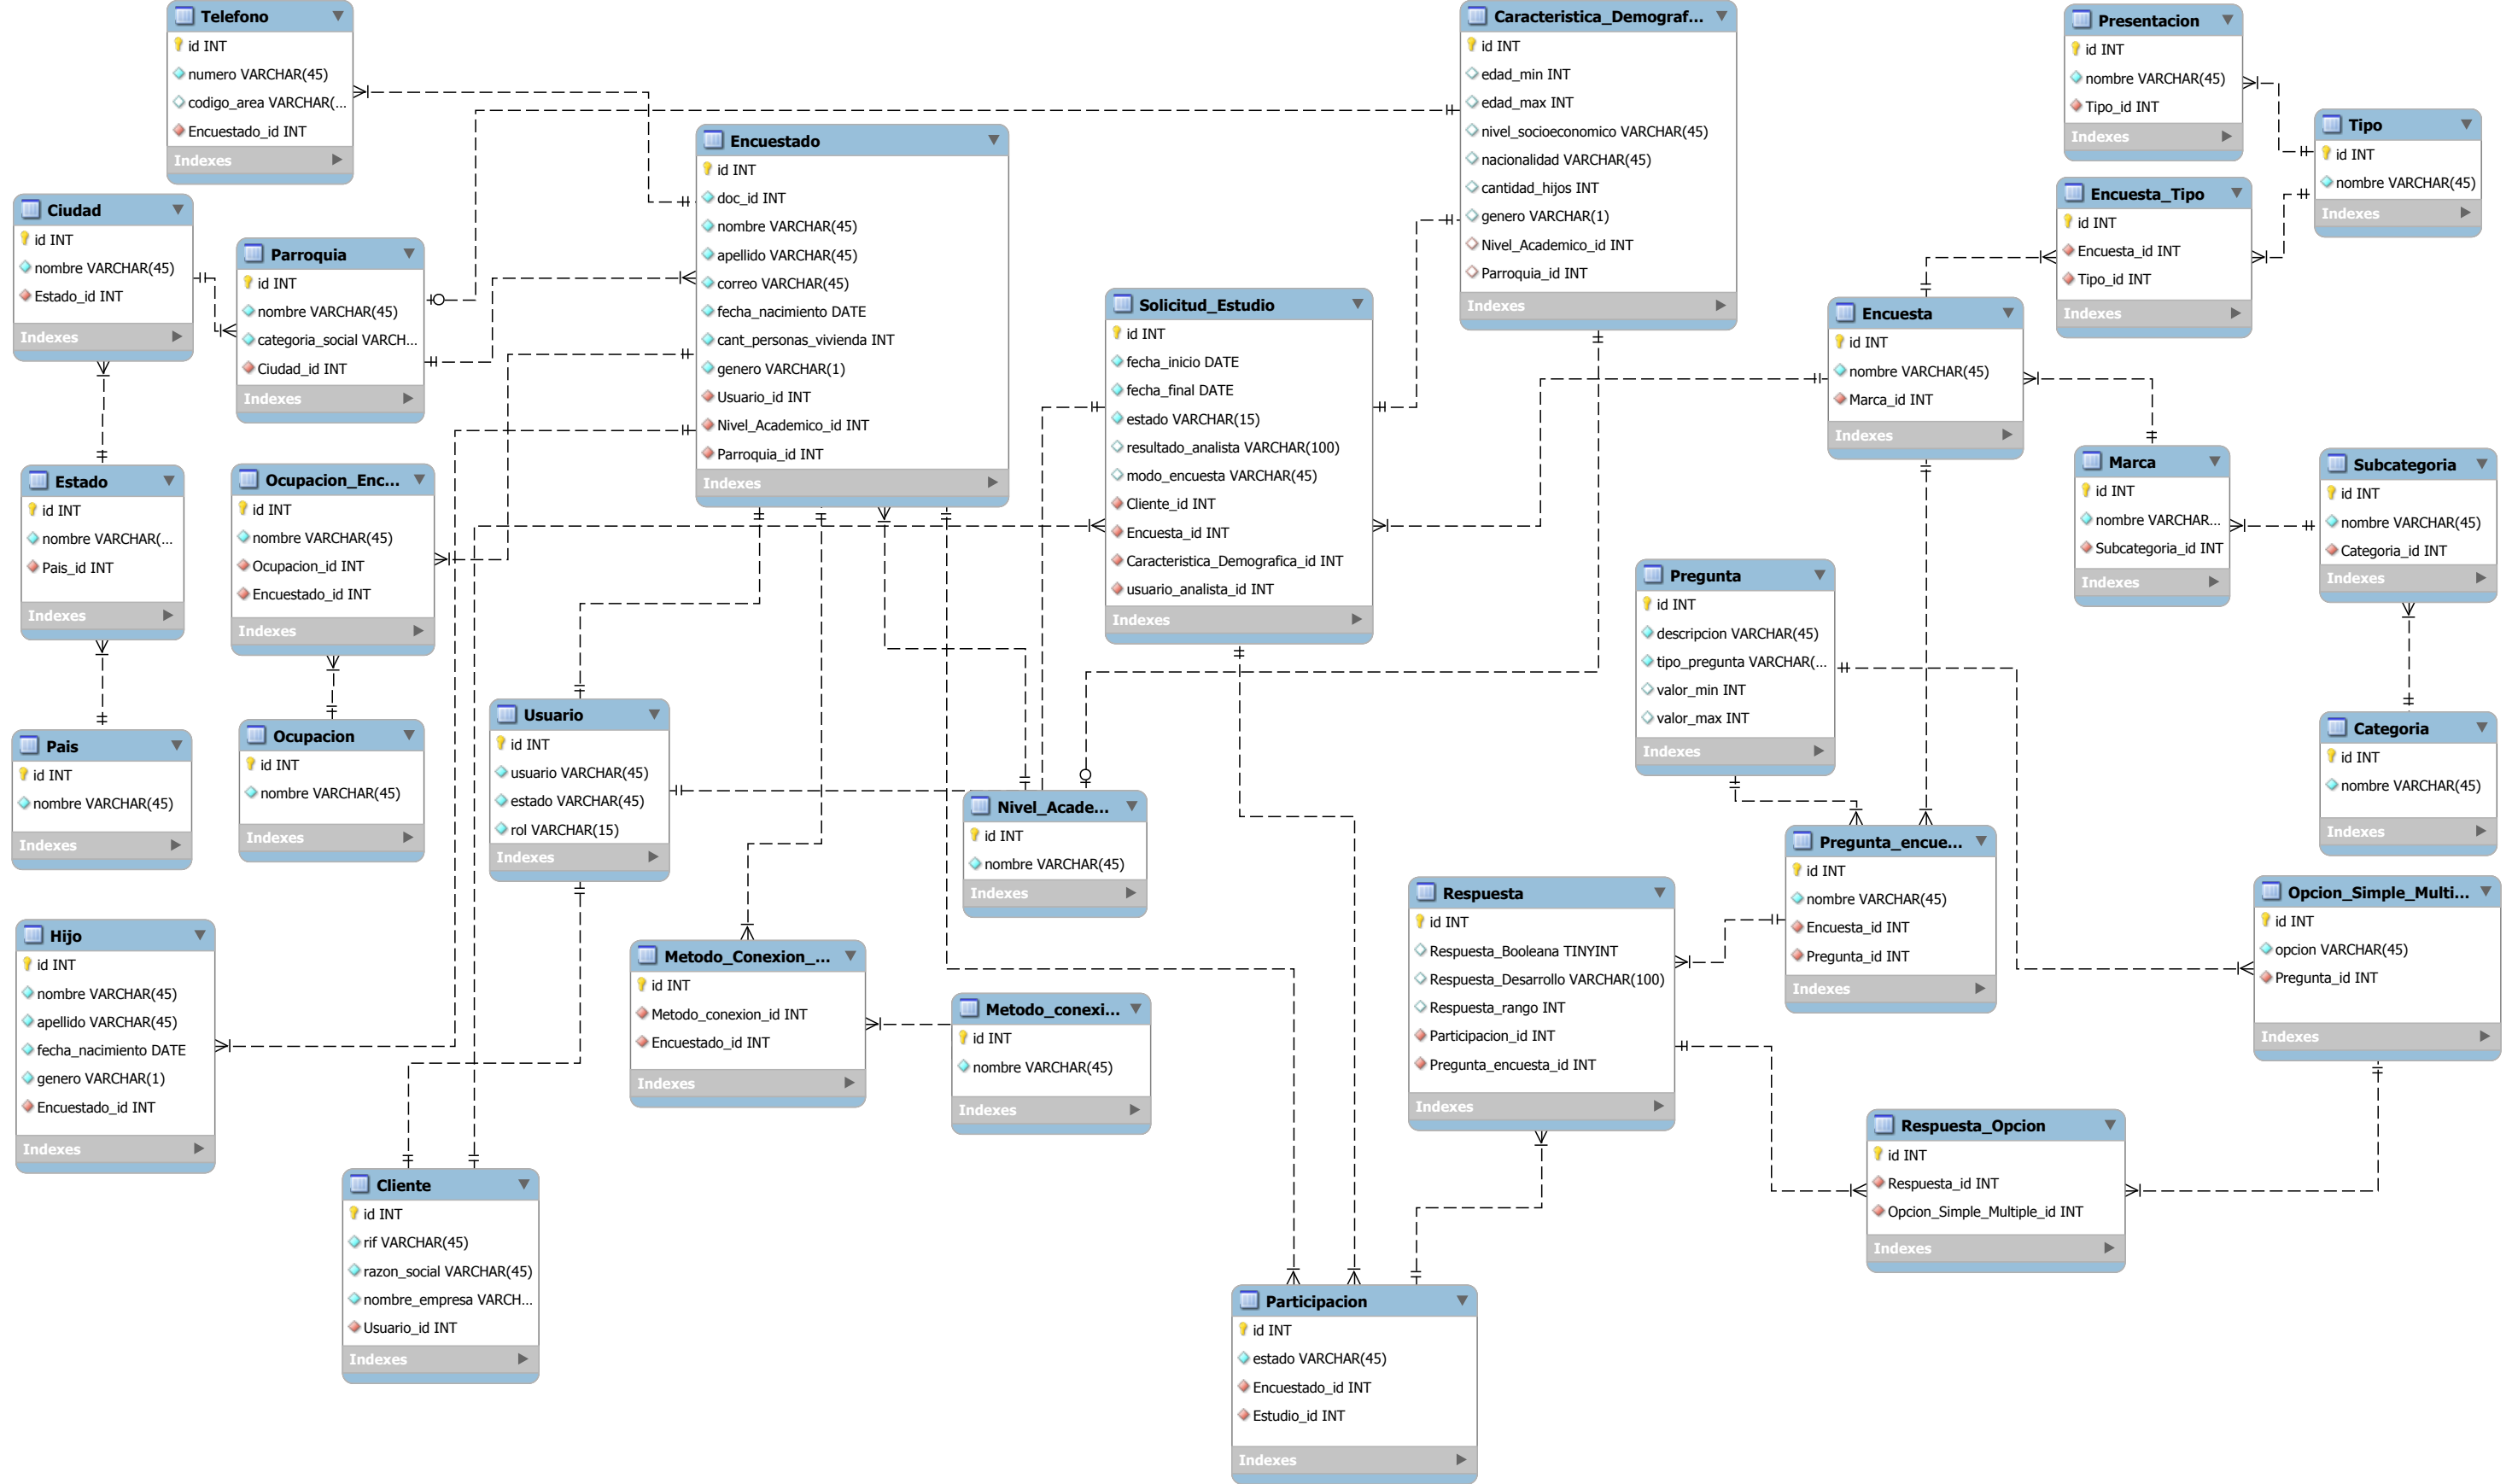 Telefono
id INT
numero VARCHAR(45)
codigo_area VARCHAR(...
Encuestado_id INT
Indexes
Ciudad
id INT
nombre VARCHAR(45)
Estado_id INT
Indexes
Parroquia
id INT
nombre VARCHAR(45)
categoria_social VARCH...
Ciudad_id INT
Indexes
Estado
id INT
nombre VARCHAR(...
Pais_id INT
Indexes
Ocupacion_Enc...
id INT
nombre VARCHAR(45)
Ocupacion_id INT
Encuestado_id INT
Indexes
Pais
id INT
nombre VARCHAR(45)
Indexes
Ocupacion
id INT
nombre VARCHAR(45)
Indexes
Hijo
id INT
nombre VARCHAR(45)
apellido VARCHAR(45)
fecha_nacimiento DATE
genero VARCHAR(1)
Encuestado_id INT
Indexes
Cliente
id INT
rif VARCHAR(45)
razon_social VARCHAR(45)
nombre_empresa VARCH...
Usuario_id INT
Indexes
Encuestado
id INT
doc_id INT
nombre VARCHAR(45)
apellido VARCHAR(45)
correo VARCHAR(45)
fecha_nacimiento DATE
cant_personas_vivienda INT
genero VARCHAR(1)
Usuario_id INT
Nivel_Academico_id INT
Parroquia_id INT
Indexes
Usuario
id INT
usuario VARCHAR(45)
estado VARCHAR(45)
rol VARCHAR(15)
Indexes
Metodo_Conexion_...
id INT
Metodo_conexion_id INT
Encuestado_id INT
Indexes
Metodo_conexi...
id INT
nombre VARCHAR(45)
Indexes
Nivel_Acade...
id INT
nombre VARCHAR(45)
Indexes
Solicitud_Estudio
id INT
fecha_inicio DATE
fecha_final DATE
estado VARCHAR(15)
resultado_analista VARCHAR(100)
modo_encuesta VARCHAR(45)
Cliente_id INT
Encuesta_id INT
Caracteristica_Demografica_id INT
usuario_analista_id INT
Indexes
Caracteristica_Demograf...
id INT
edad_min INT
edad_max INT
nivel_socioeconomico VARCHAR(45)
nacionalidad VARCHAR(45)
cantidad_hijos INT
genero VARCHAR(1)
Nivel_Academico_id INT
Parroquia_id INT
Indexes
Presentacion
id INT
nombre VARCHAR(45)
Tipo_id INT
Indexes
Tipo
id INT
nombre VARCHAR(45)
Indexes
Encuesta_Tipo
id INT
Encuesta_id INT
Tipo_id INT
Indexes
Encuesta
id INT
nombre VARCHAR(45)
Marca_id INT
Indexes
Marca
id INT
nombre VARCHAR...
Subcategoria_id INT
Indexes
Subcategoria
id INT
nombre VARCHAR(45)
Categoria_id INT
Indexes
Categoria
id INT
nombre VARCHAR(45)
Indexes
Pregunta
id INT
descripcion VARCHAR(45)
tipo_pregunta VARCHAR(...
valor_min INT
valor_max INT
Indexes
Pregunta_encue...
id INT
nombre VARCHAR(45)
Encuesta_id INT
Pregunta_id INT
Indexes
Opcion_Simple_Multi...
id INT
opcion VARCHAR(45)
Pregunta_id INT
Indexes
Respuesta
id INT
Respuesta_Booleana TINYINT
Respuesta_Desarrollo VARCHAR(100)
Respuesta_rango INT
Participacion_id INT
Pregunta_encuesta_id INT
Indexes
Respuesta_Opcion
id INT
Respuesta_id INT
Opcion_Simple_Multiple_id INT
Indexes
Participacion
id INT
estado VARCHAR(45)
Encuestado_id INT
Estudio_id INT
Indexes